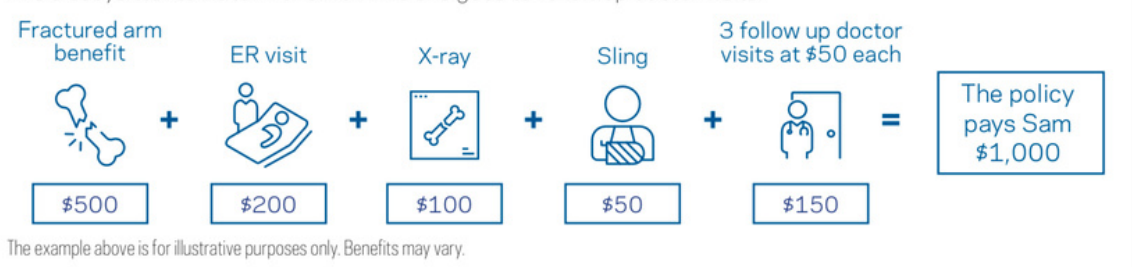 Fractured arm
benefit
ER visit
X-ray
Sling
3 follow up doctor
visits at $50 each
+
+
+
+
=
The policy
pays Sam
$1,000
$500
$200
$100
$50
$150
The example above is for illustrative purposes only. Benefits may vary.